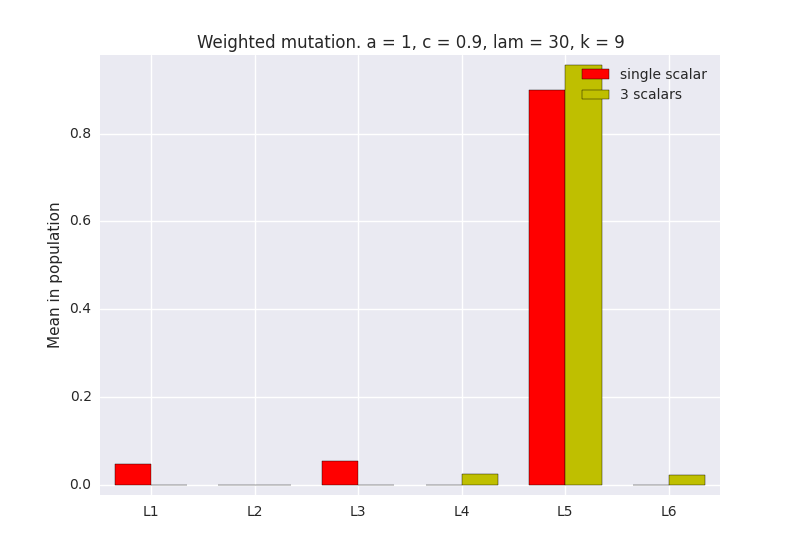 Weighted mutation. a = 1, c = 0.9, lam = 30, k = 9
single scalar
3 scalars
Mean in population
0.8
0.6
0.4
0.2
0.0
L1 L2 L3 L4 L5 L6